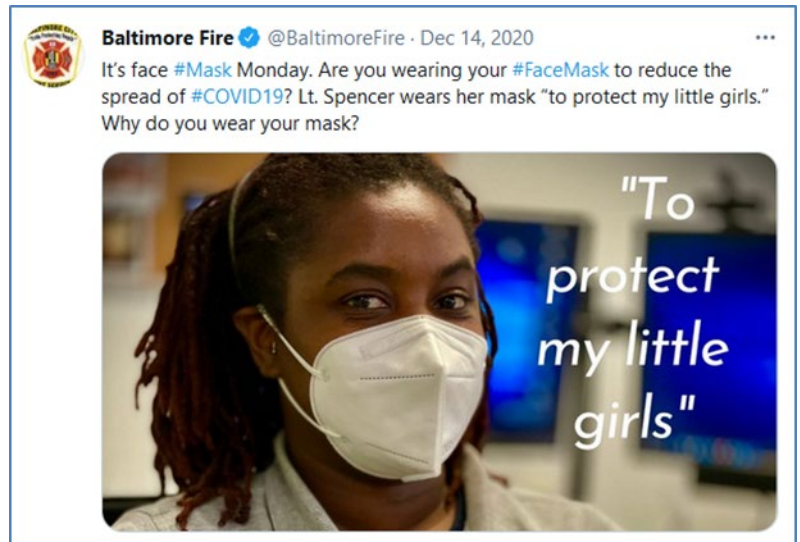 Baltimore Fire @BaltimoreFire · Dec 14, 2020
It's face #Mask Monday. Are you wearing your #FaceMask to reduce the
spread of #COVID19? Lt. Spencer wears her mask “to protect my little girls.”
Why do you wear your mask?
"To
protect
my little
girls"